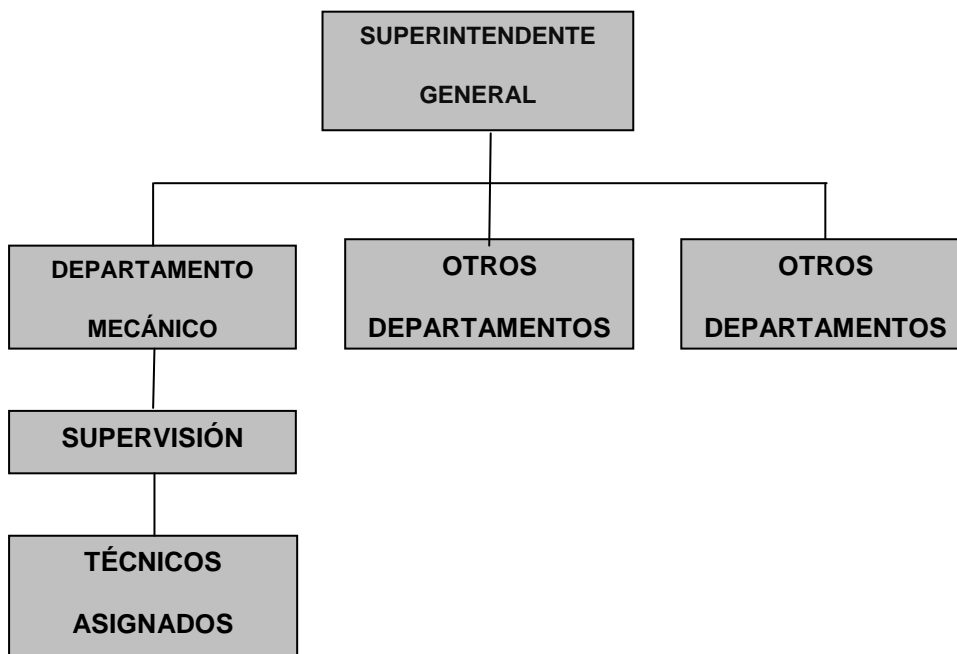 SUPERINTENDENTE
GENERAL
DEPARTAMENTO
MECÁNICO
OTROS
DEPARTAMENTOS
OTROS
DEPARTAMENTOS
SUPERVISIÓN
TÉCNICOS
ASIGNADOS